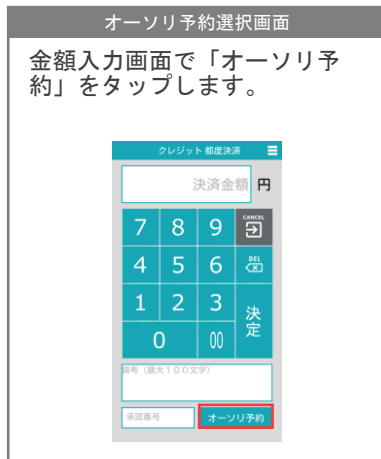 オーソリ予約選択画面
金額入力画面で「オーソリ予
約」をタップします。
クレジット 都度決済
決済金額 円
7 8 9 CANCEL
4 5 6 DEL
1 2 3
0 00 決定
備考（最大１００文字）
承認番号 オーソリ予約